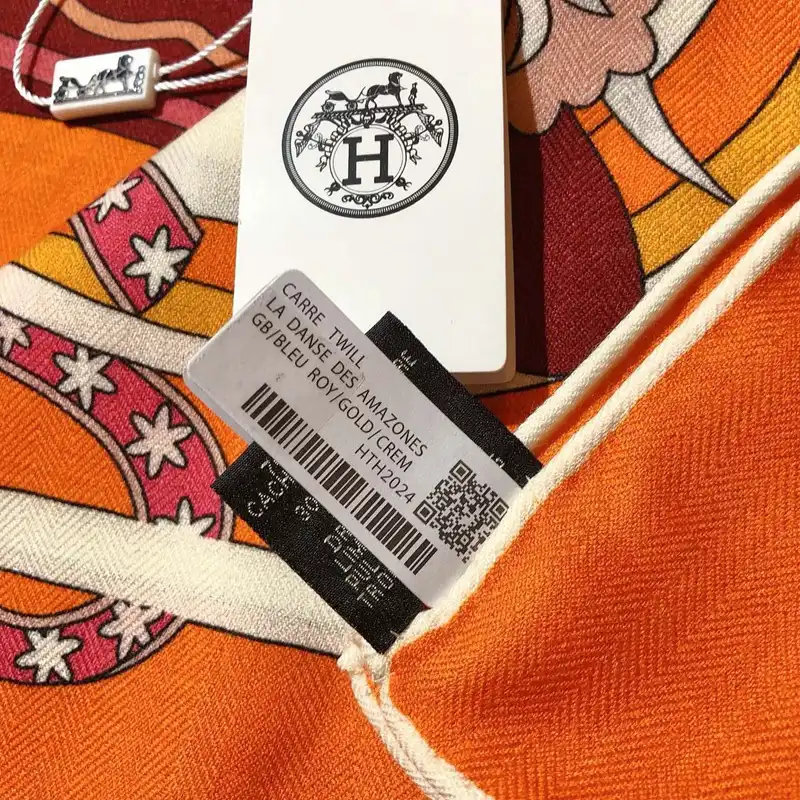 H
CARRE TWILL
LA DANSE DES AMAZONES
GB/BLEU ROY/GOLD/CREM
HTH2024